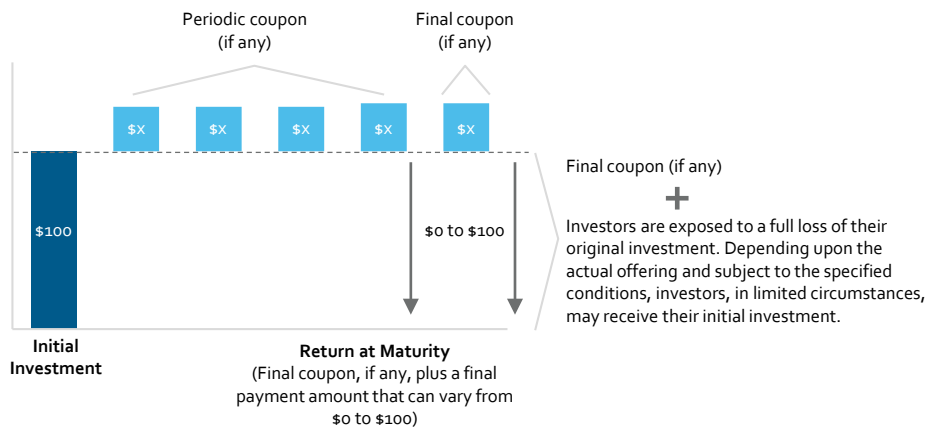 Periodic coupon
(if any)
Final coupon
(if any)
$X
$X
$X
$X
$X
$100
$0 to $100
Final coupon (if any)
+
Investors are exposed to a full loss of their
original investment. Depending upon the
actual offering and subject to the specified
conditions, investors, in limited circumstances,
may receive their initial investment.
Initial
Investment
Return at Maturity
(Final coupon, if any, plus a final
payment amount that can vary from
$0 to $100)